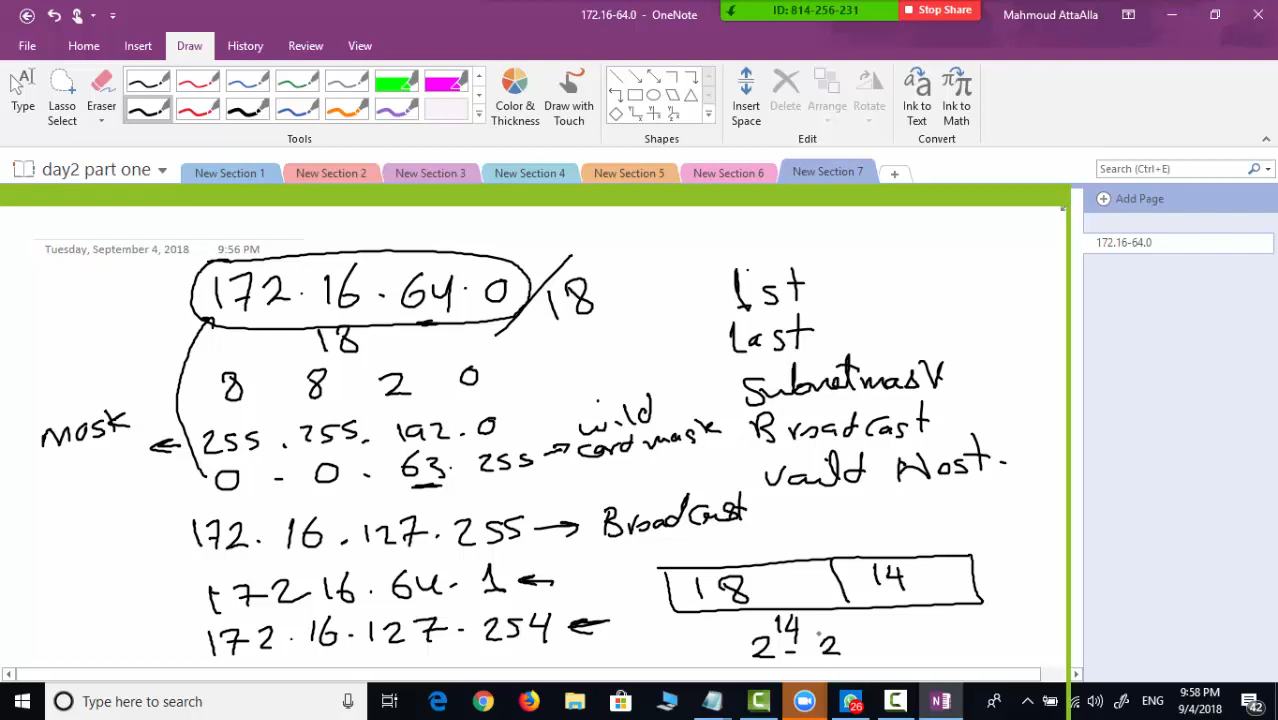 172.16-64.0 - OneNote
ID: 814-256-231
Stop Share
Mahmoud AttaAlla
File Home Insert Draw History Review View
Type
Lasso Select
Eraser
Color & Thickness
Draw with Touch
Insert Space
Delete
Arrange
Rotate
Ink to Text
Ink to Math
Tools
Shapes
Edit
Convert
day2 part one
New Section 1
New Section 2
New Section 3
New Section 4
New Section 5
New Section 6
New Section 7
Search (Ctrl+E)
Add Page
172.16-64.0
Tuesday, September 4, 2018 9:56 PM
172.16.64.0/18
18
8 8 2 0
mask
255.255.192.0
0 - 0.63.255
wild
card mask
172.16.127.255 → Broadcast
172 16.64.1
172.16.127.254
1st
Last
Subnetmask
Broadcast
vaild Host.
18 14
2^14 - 2
Type here to search
26
ENG
9:58 PM
9/4/2018
42